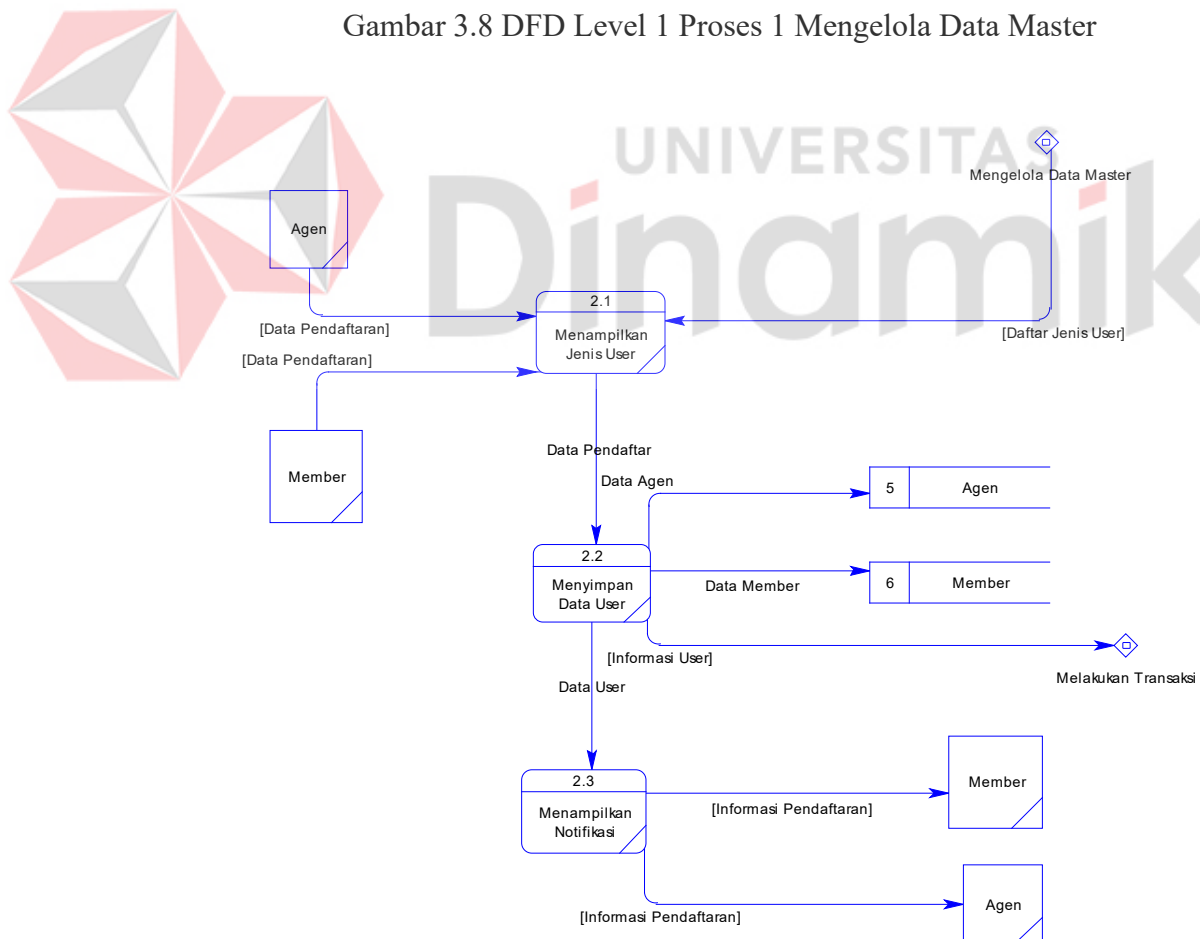 Gambar 3.8 DFD Level 1 Proses 1 Mengelola Data Master
UNIVERSITAS
Dinamik
Mengelola Data Master
Agen
2.1
Menampilkan
Jenis User
[Data Pendaftaran]
[Daftar Jenis User]
[Data Pendaftaran]
Member
Data Pendaftar
Data Agen
5
Agen
2.2
Menyimpan
Data User
Data Member
6
Member
[Informasi User]
Melakukan Transaksi
Data User
2.3
Menampilkan
Notifikasi
[Informasi Pendaftaran]
Member
[Informasi Pendaftaran]
Agen